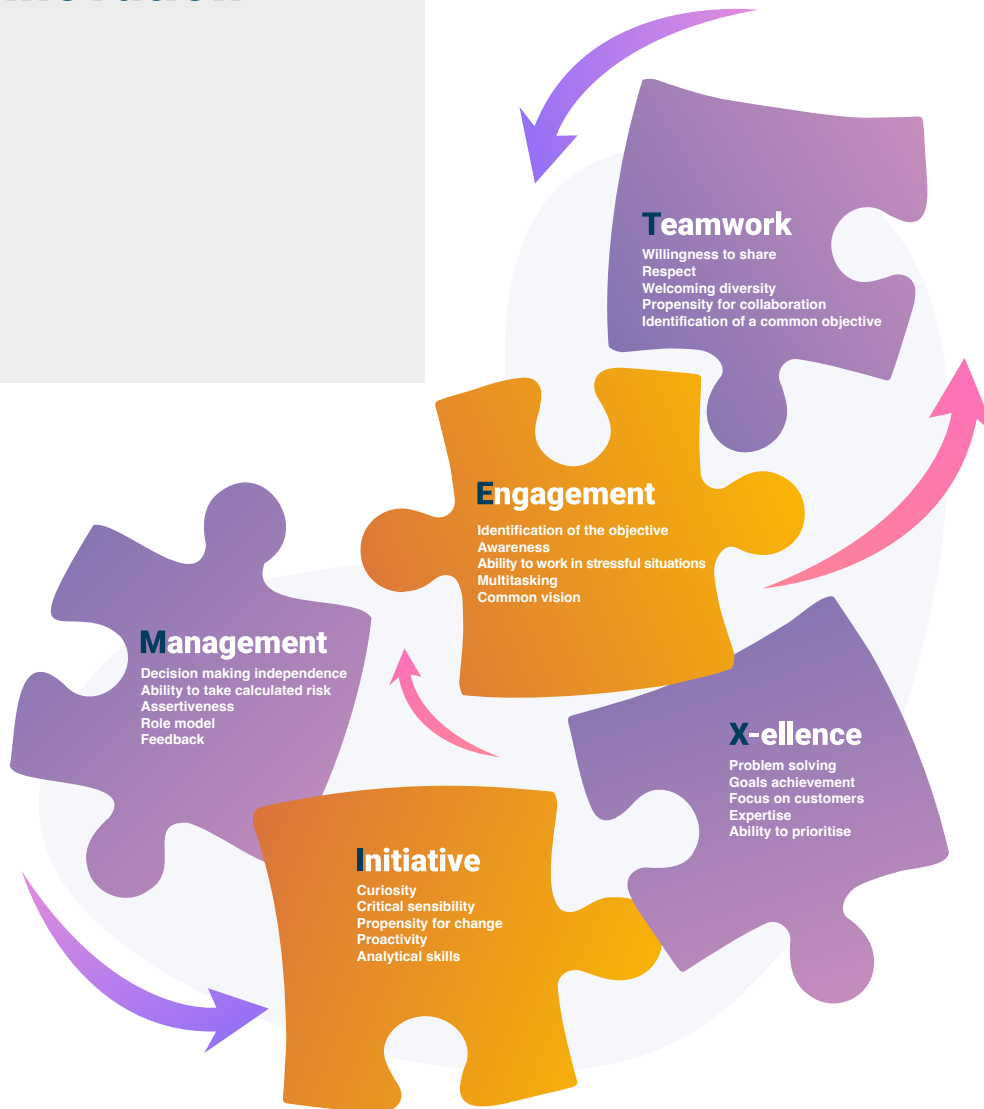 Teamwork
Willingness to share
Respect
Welcoming diversity
Propensity for collaboration
Identification of a common objective
Engagement
Identification of the objective
Awareness
Ability to work in stressful situations
Multitasking
Common vision
Management
Decision making independence
Ability to take calculated risk
Assertiveness
Role model
Feedback
X-ellence
Problem solving
Goals achievement
Focus on customers
Expertise
Ability to prioritise
Initiative
Curiosity
Critical sensibility
Propensity for change
Proactivity
Analytical skills